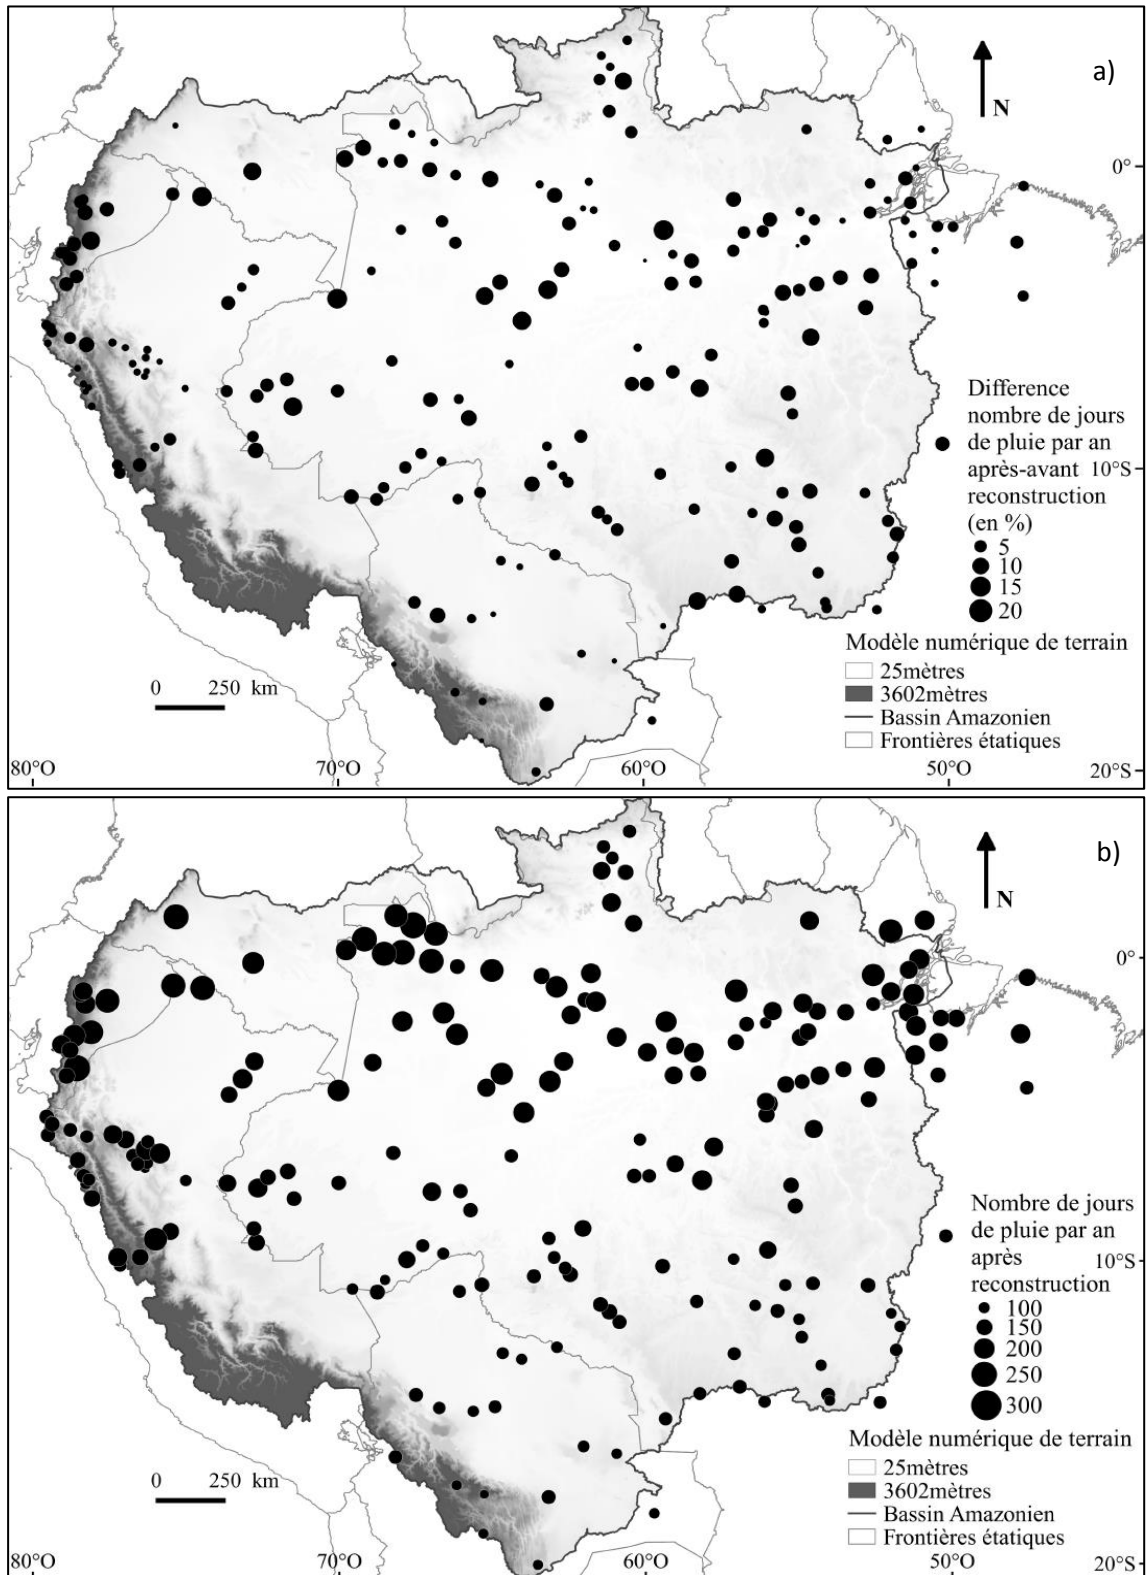 a)
N
0°
Difference
nombre de jours
de pluie par an
après-avant
10°S
reconstruction
(en %)
5
10
15
20
Modèle numérique de terrain
25mètres
3602mètres
Bassin Amazonien
Frontières étatiques
0 250 km
80°O
70°O
60°O
50°O
20°S
b)
N
0°
Nombre de jours
de pluie par an
après
10°S
reconstruction
100
150
200
250
300
Modèle numérique de terrain
25mètres
3602mètres
Bassin Amazonien
Frontières étatiques
0 250 km
80°O
70°O
60°O
50°O
20°S